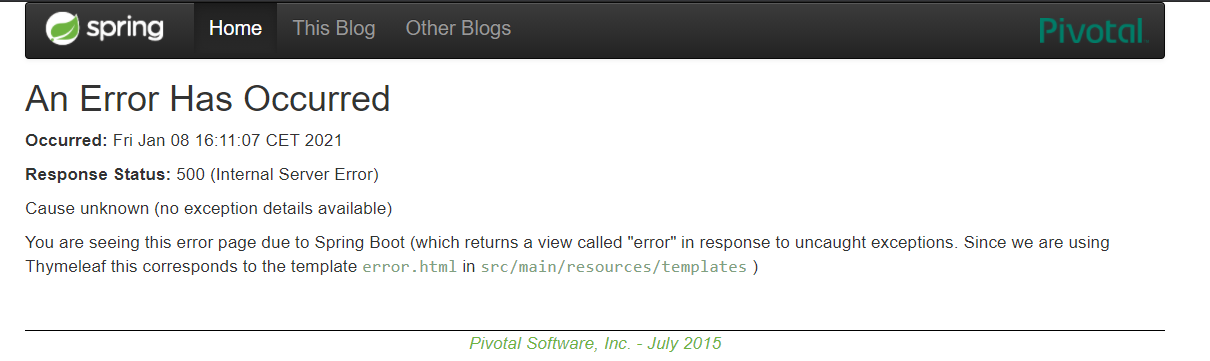 spring Home This Blog Other Blogs Pivotal
An Error Has Occurred
Occurred: Fri Jan 08 16:11:07 CET 2021
Response Status: 500 (Internal Server Error)
Cause unknown (no exception details available)
You are seeing this error page due to Spring Boot (which returns a view called "error" in response to uncaught exceptions. Since we are using
Thymeleaf this corresponds to the template error.html in src/main/resources/templates )
Pivotal Software, Inc. - July 2015